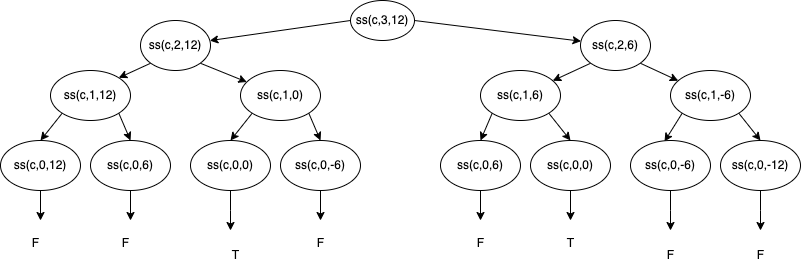 ss(c,3,12)
ss(c,2,12)
ss(c,2,6)
ss(c,1,12)
ss(c,1,0)
ss(c,1,6)
ss(c,1,-6)
ss(c,0,12)
ss(c,0,6)
ss(c,0,0)
ss(c,0,-6)
ss(c,0,6)
ss(c,0,0)
ss(c,0,-6)
ss(c,0,-12)
F
F
T
F
F
T
F
F